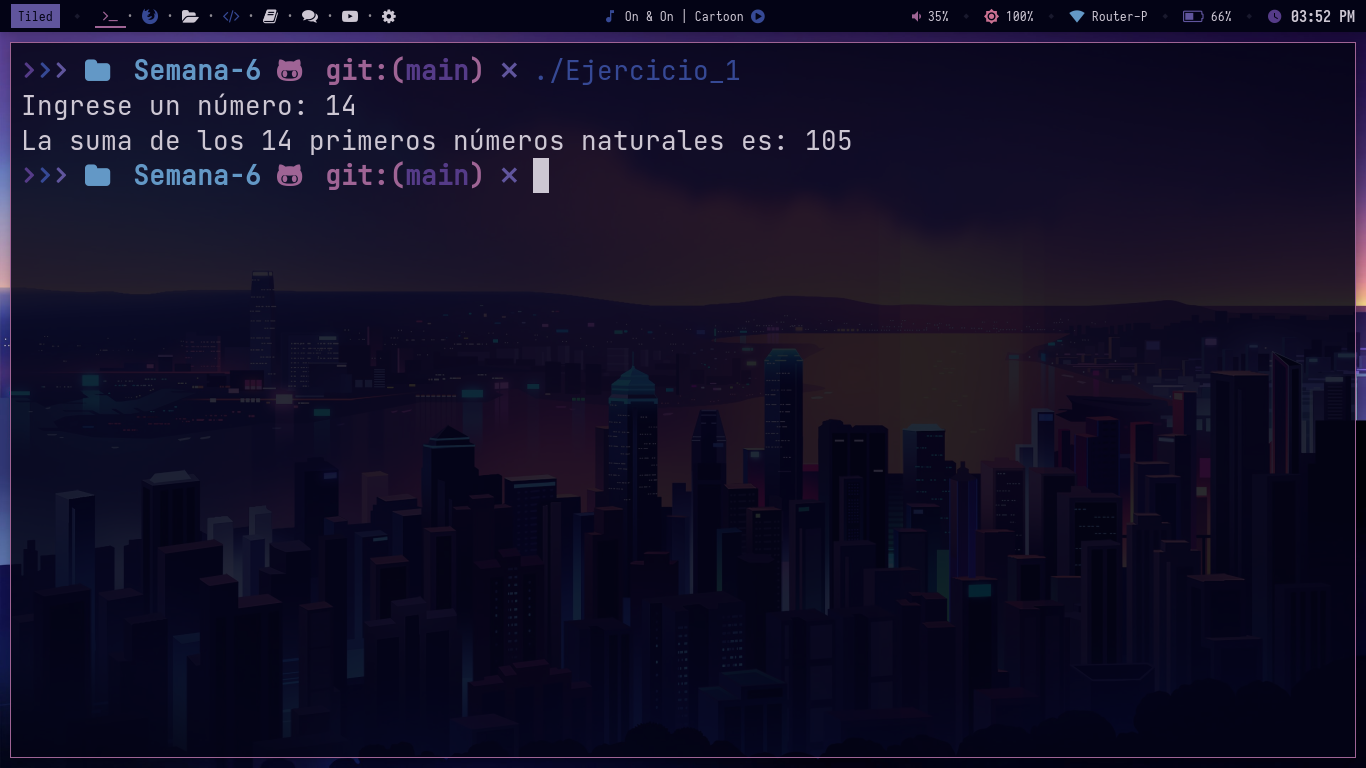 Tiled
On & On | Cartoon
35%
100%
Router-P
66%
03:52 PM
>>> Semana-6 git:(main) × ./Ejercicio_1
Ingrese un número: 14
La suma de los 14 primeros números naturales es: 105
>>> Semana-6 git:(main) ×